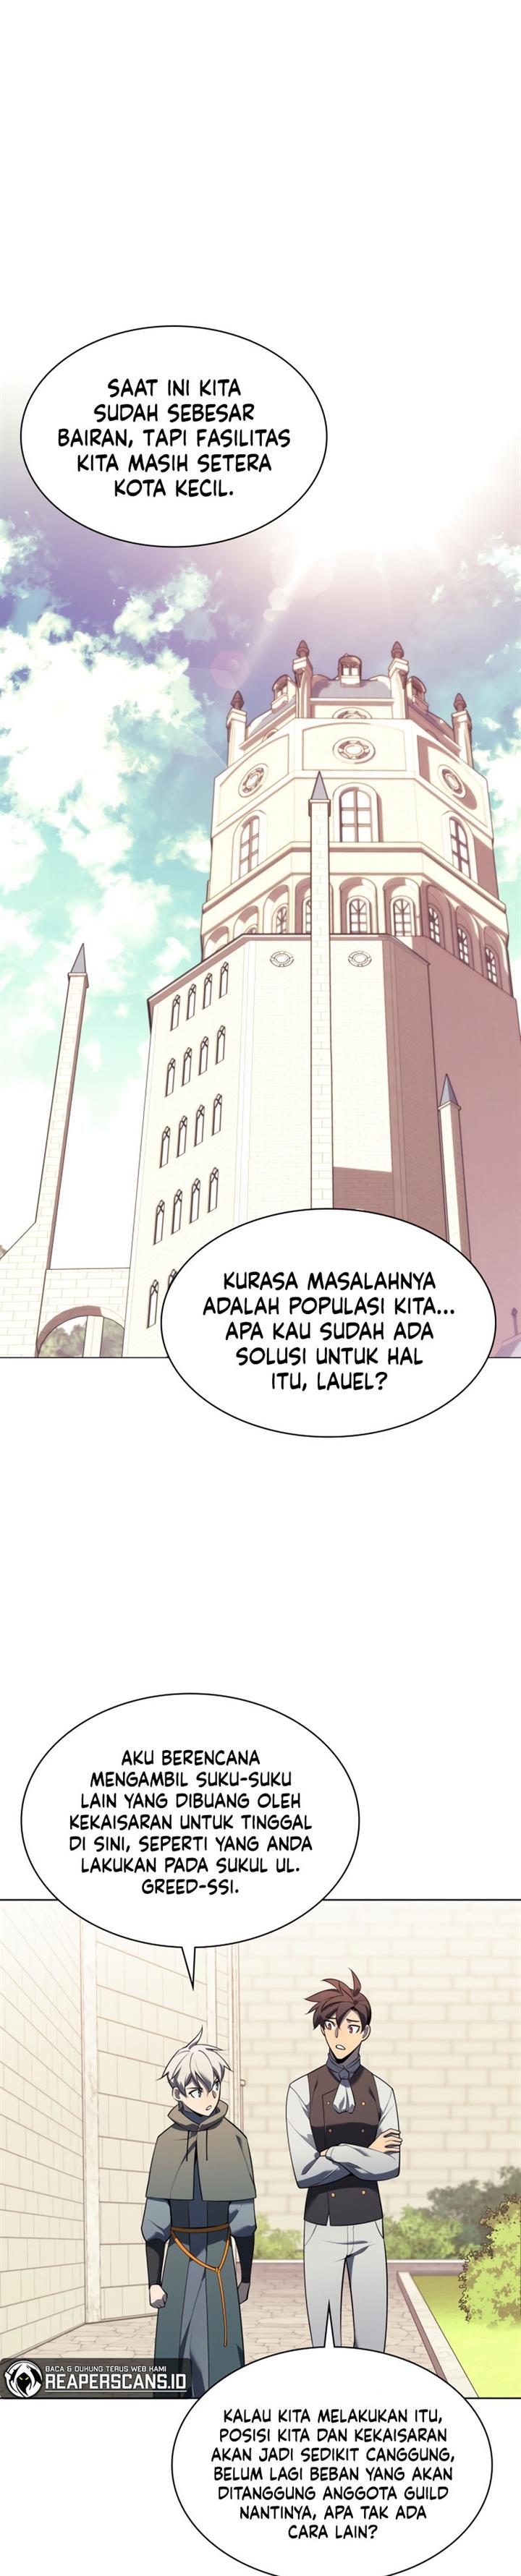 SAAT INI KITA
SUDAH SEBESAR
BAIRAN, TAPI FASILITAS
KITA MASIH SETERA
KOTA KECIL.
KURASA MASALAHNYA
ADALAH POPULASI KITA...
APA KAU SUDAH ADA
SOLUSI UNTUK HAL
ITU, LAUEL?
AKU BERENCANA
MENGAMBIL SUKU-SUKU
LAIN YANG DIBUANG OLEH
KEKAISARAN UNTUK TINGGAL
DI SINI, SEPERTI YANG ANDA
LAKUKAN PADA SUKUL UL.
GREED-SSI.
BACA & DUKUNG TERUS WEB KAMI
REAPERSCANS.ID
KALAU KITA MELAKUKAN ITU,
POSISI KITA DAN KEKAISARAN
AKAN JADI SEDIKIT CANGGUNG,
BELUM LAGI BEBAN YANG AKAN
DITANGGUNG ANGGOTA GUILD
NANTINYA, APA TAK ADA
CARA LAIN?